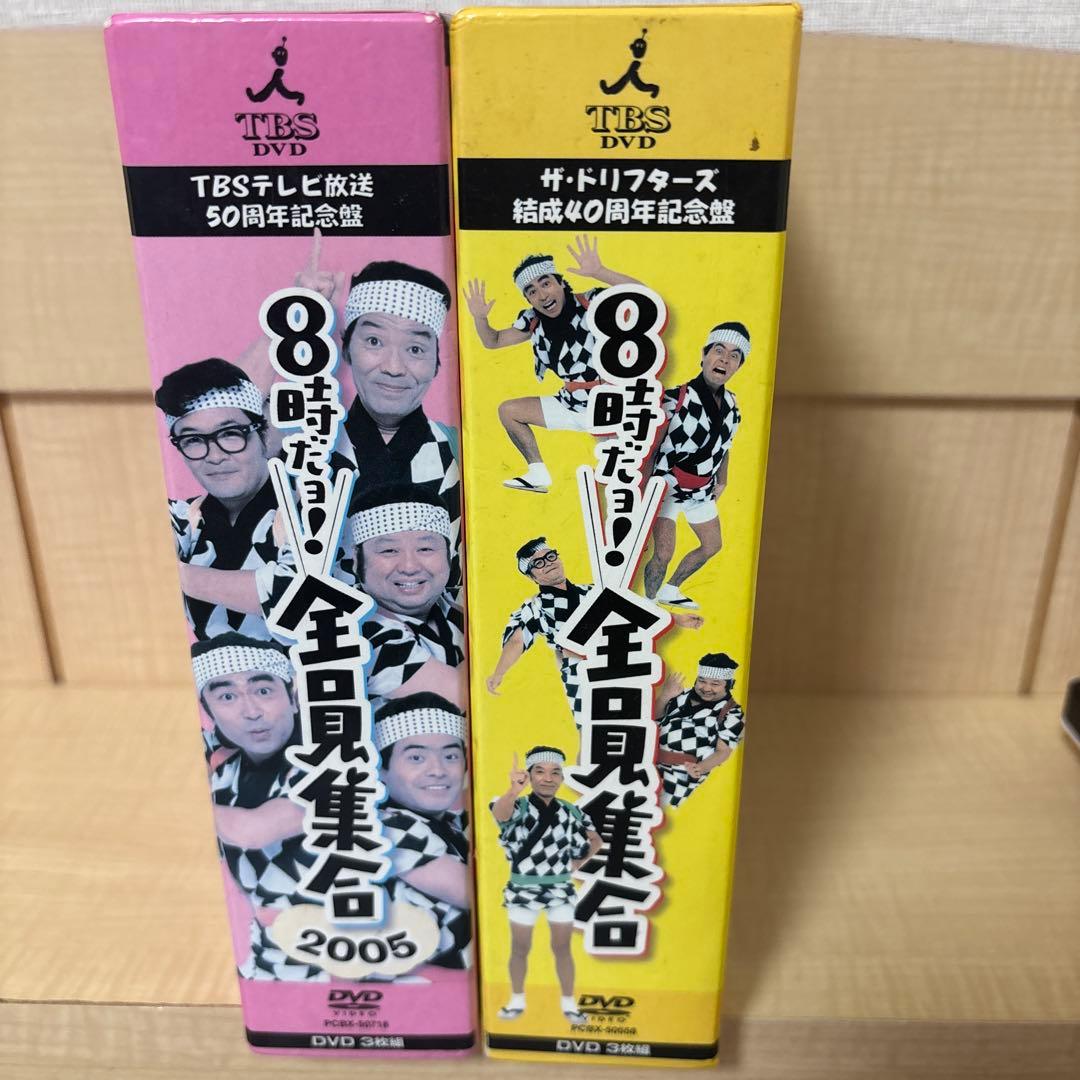 TBS
DVD
TBSテレビ放送
50周年記念盤
8時だョ!
全員集合
2005
DVD
VIDEO
PCBX-50718
DVD 3枚組
TBS
DVD
ザ・ドリフターズ
結成40周年記念盤
8時だョ!
全員集合
DVD
VIDEO
DVD 3枚組